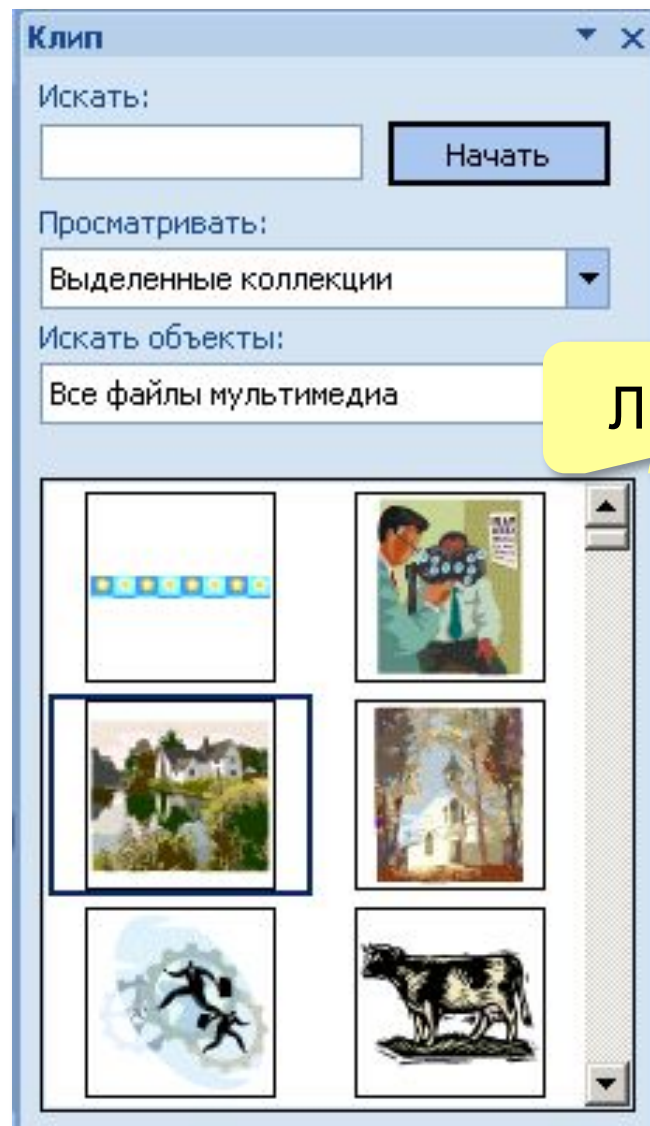 Клип
Искать:
Начать
Просматривать:
Выделенные коллекции
Искать объекты:
Все файлы мультимедиа
Л